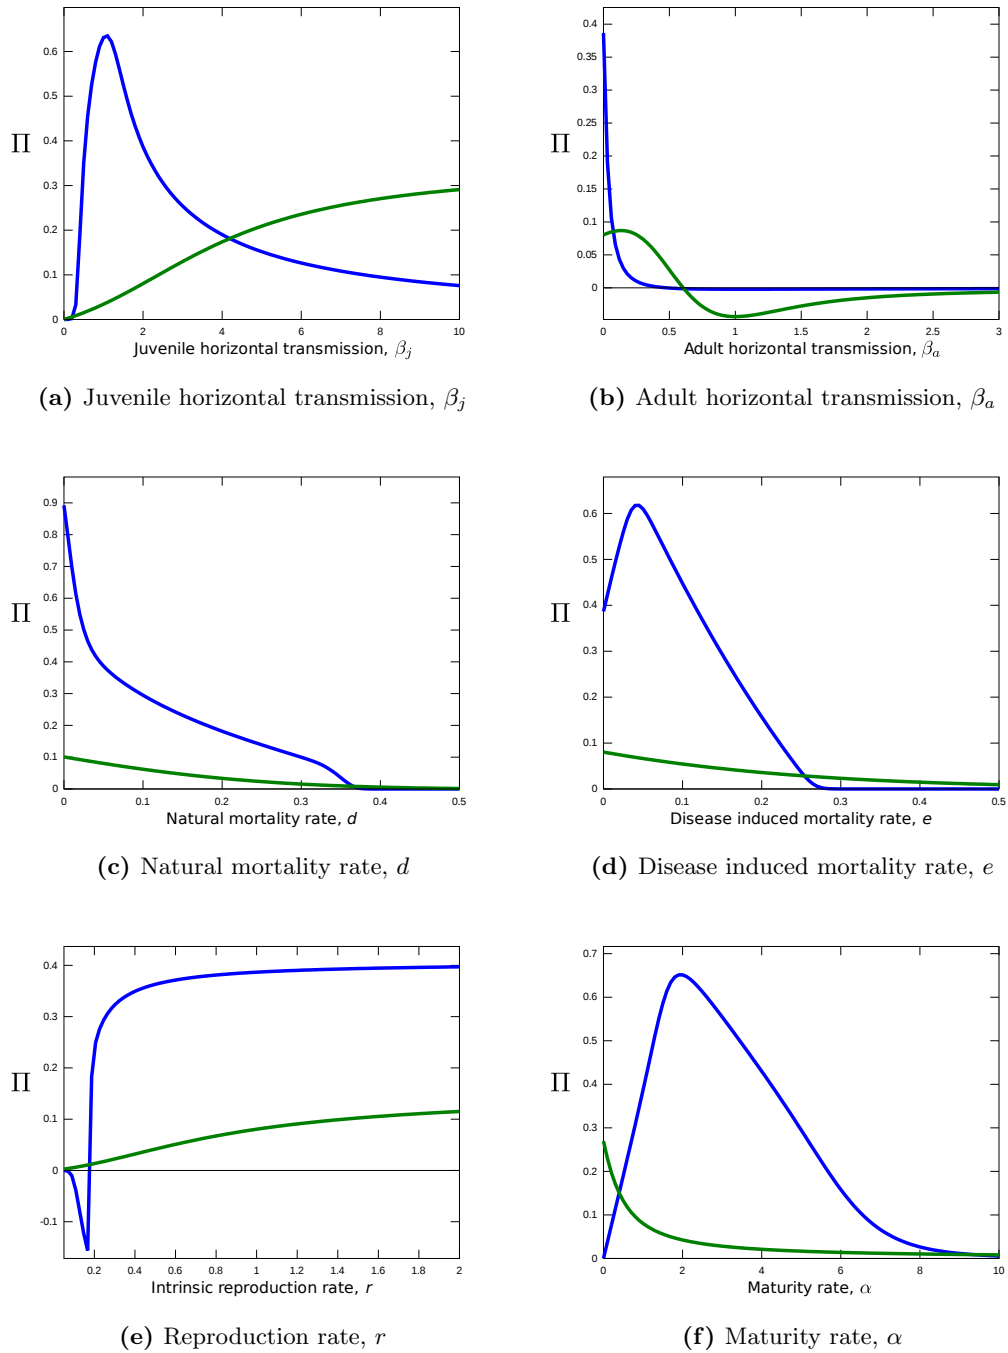 0.6
0.5
0.4
Π
0.3
0.2
0.1
0
0 2 4 6 8 10
Juvenile horizontal transmission, βj
(a) Juvenile horizontal transmission, βj
0.4
0.35
0.3
0.25
Π
0.2
0.15
0.1
0.05
0
0 0.5 1 1.5 2 2.5 3
Adult horizontal transmission, βa
(b) Adult horizontal transmission, βa
0.9
0.8
0.7
0.6
Π
0.5
0.4
0.3
0.2
0.1
0
0 0.1 0.2 0.3 0.4 0.5
Natural mortality rate, d
(c) Natural mortality rate, d
0.6
0.5
0.4
Π
0.3
0.2
0.1
0
0 0.1 0.2 0.3 0.4 0.5
Disease induced mortality rate, e
(d) Disease induced mortality rate, e
0.4
0.3
0.2
Π
0.1
0
-0.1
0.2 0.4 0.6 0.8 1 1.2 1.4 1.6 1.8 2
Intrinsic reproduction rate, r
(e) Reproduction rate, r
0.7
0.6
0.5
0.4
Π
0.3
0.2
0.1
0
0 2 4 6 8 10
Maturity rate, α
(f) Maturity rate, α